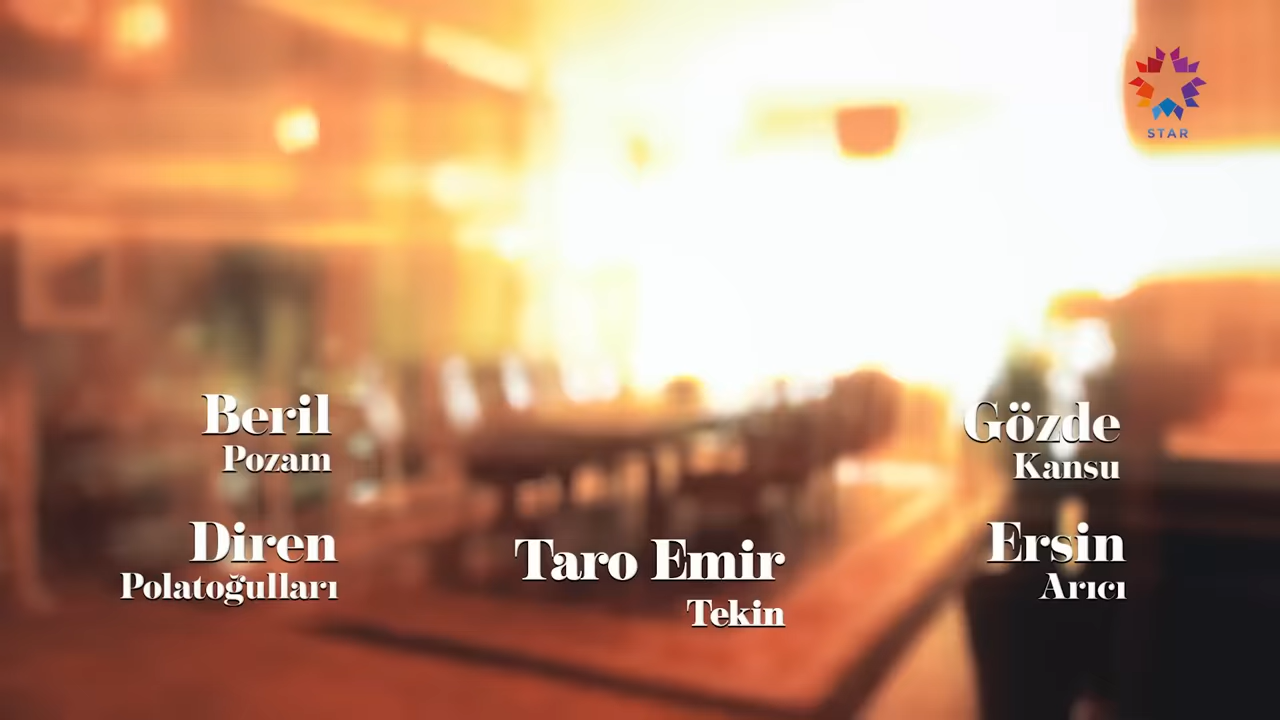 STAR
Beril
Pozam
Gözde
Kansu
Diren
Polatoğulları
Taro Emir
Tekin
Ersin
Arıcı